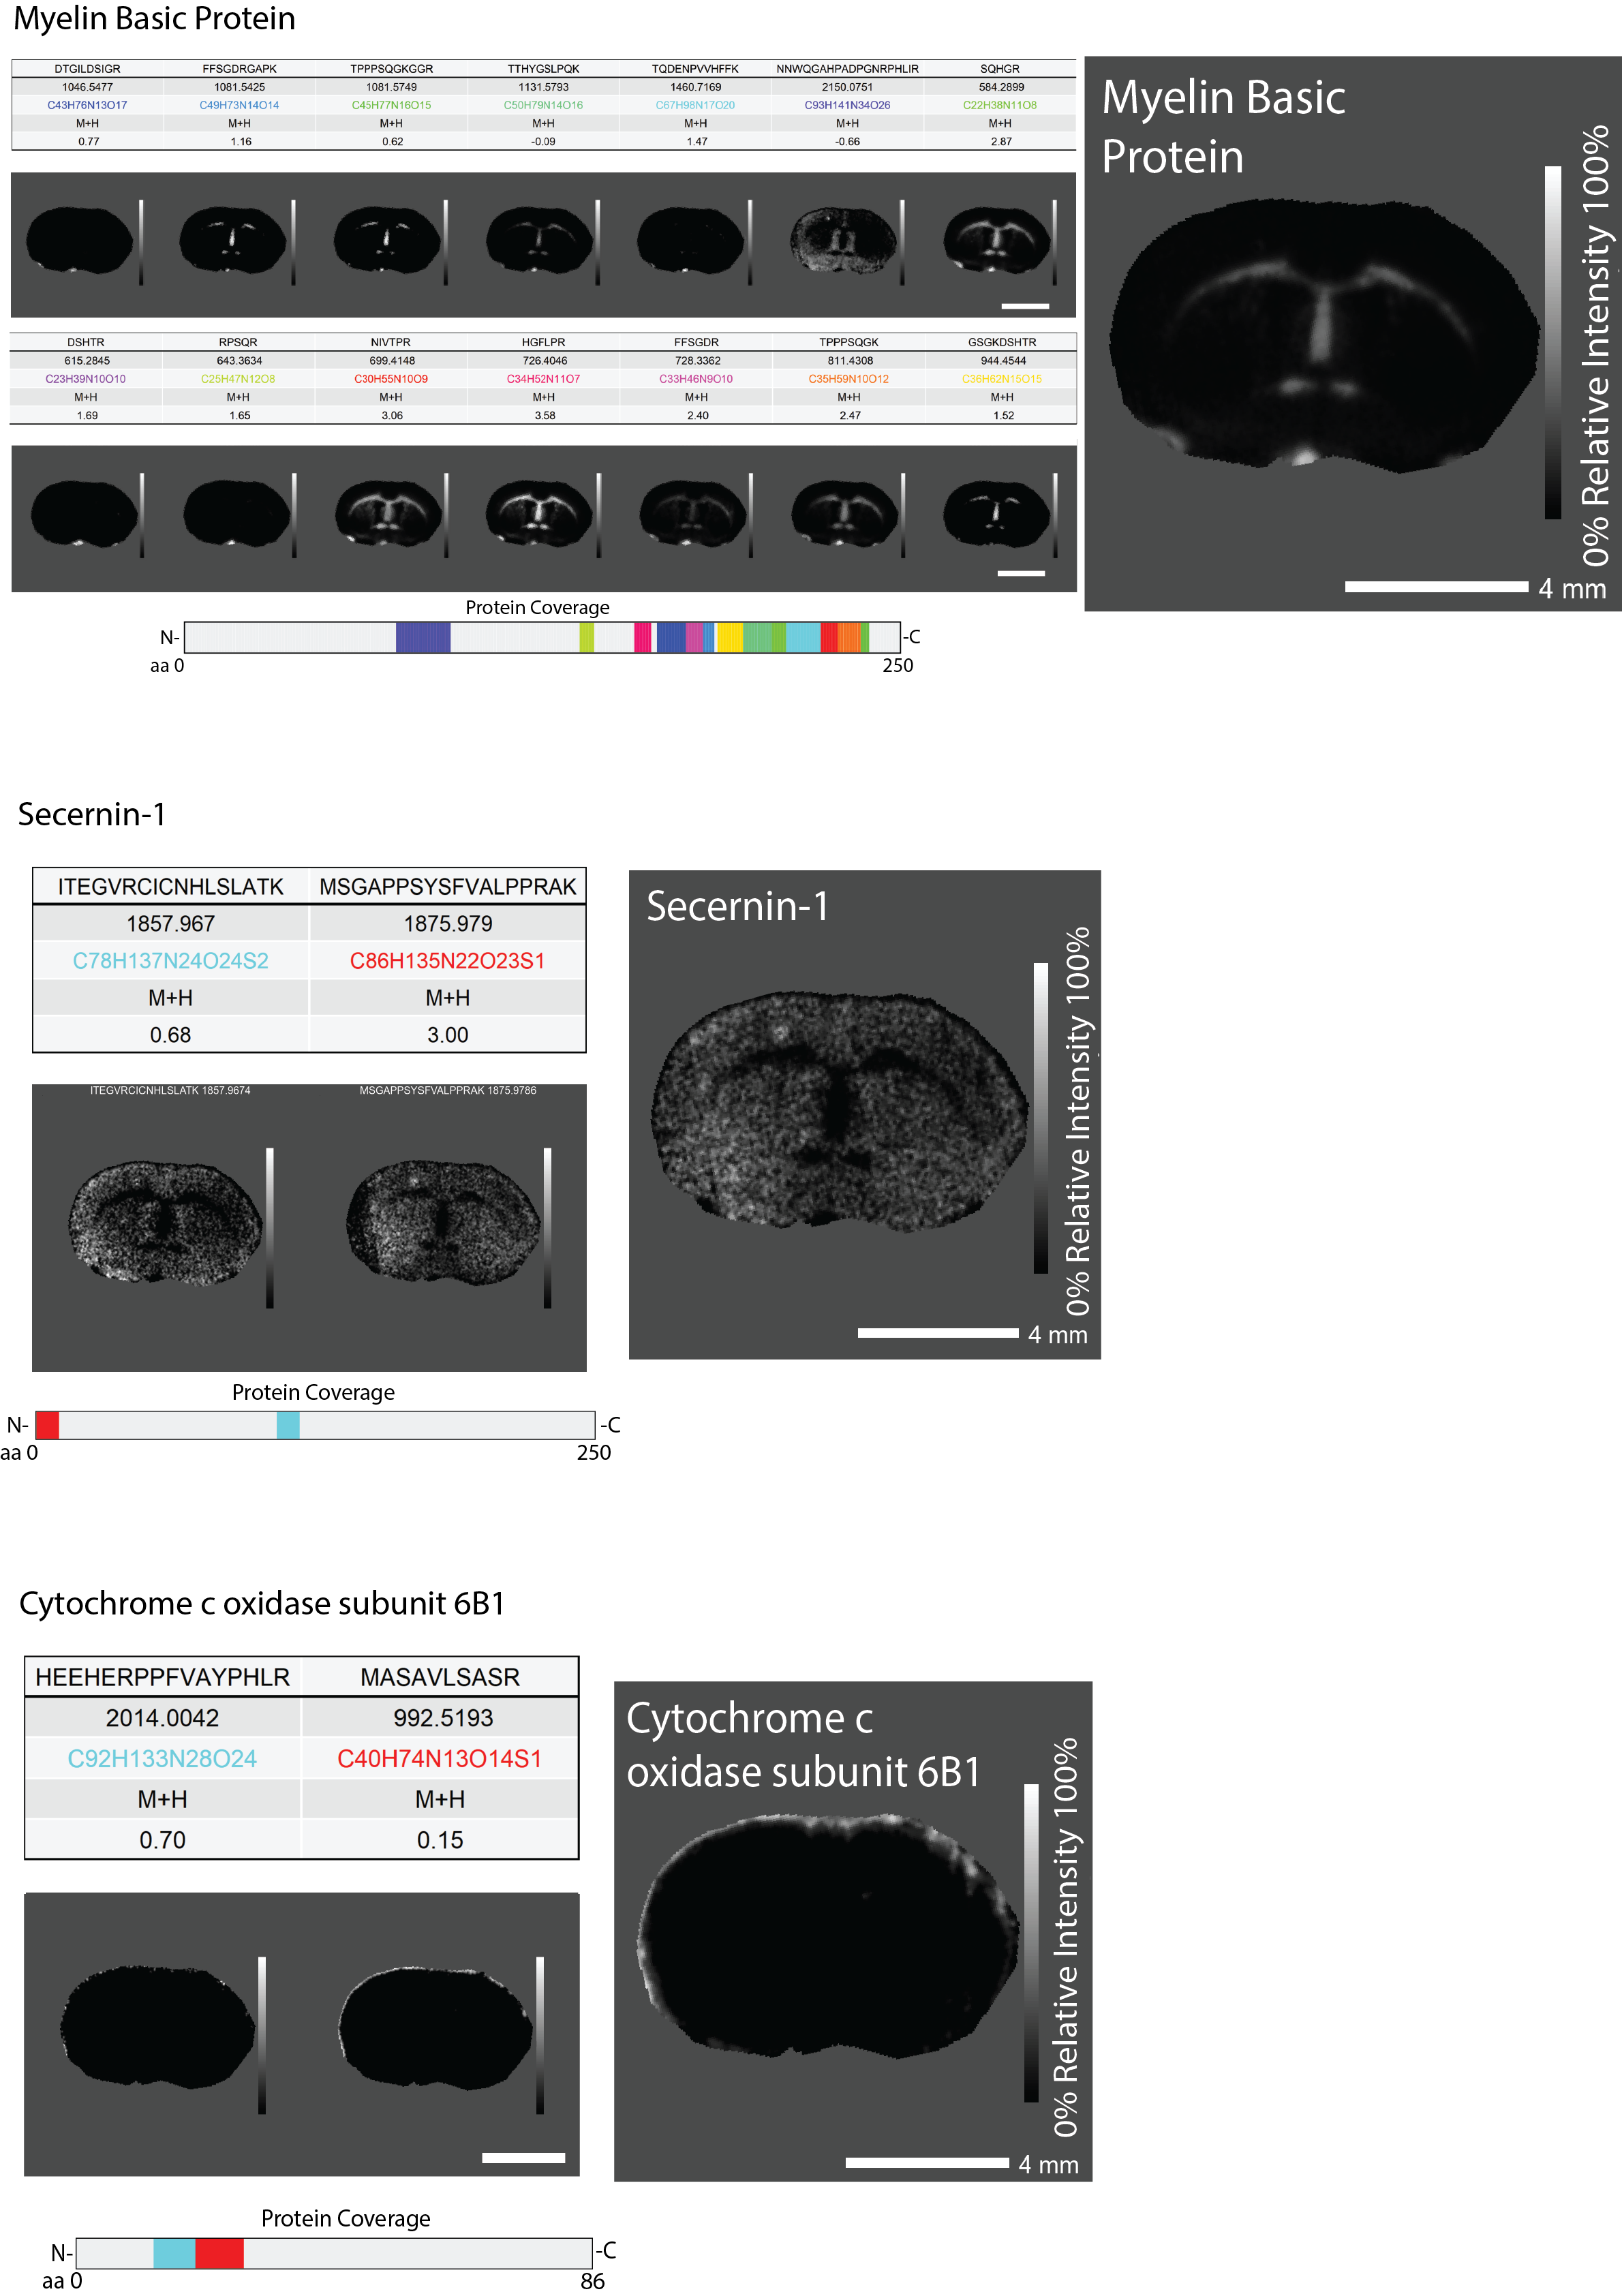 Myelin Basic Protein
DTGILDSIGR FFSGDRGAPK TPPPSQGKGGR TTHYGSLPQK TQDENPVVHFFK NNWQGAHPADPGNRPHLIR SQHGR
1046.5477 1081.5425 1081.5749 1131.5793 1460.7169 2150.0751 584.2899
C43H76N13O17 C49H73N14O14 C45H77N16O15 C50H79N14O16 C67H98N17O20 C93H141N34O26 C22H38N11O8
M+H M+H M+H M+H M+H M+H M+H
0.77 1.16 0.62 -0.09 1.47 -0.66 2.87
DSHTR RPSQR NIVTPR HGFLPR FFSGDR TPPPSQGK GSGKDSHTR
615.2845 643.3634 699.4148 726.4046 728.3362 811.4308 944.4544
C23H39N10O10 C25H47N12O8 C30H55N10O9 C34H52N11O7 C33H46N9O10 C35H59N10O12 C36H62N15O15
M+H M+H M+H M+H M+H M+H M+H
1.69 1.65 3.06 3.58 2.40 2.47 1.52
Protein Coverage
N- -C
aa 0 250
Myelin Basic
Protein
0% Relative Intensity 100%
4 mm
Secernin-1
ITEGVRCICNHLSLATK MSGAPPSYSFVALPPRAK
1857.967 1875.979
C78H137N24O24S2 C86H135N22O23S1
M+H M+H
0.68 3.00
ITEGVRCICNHLSLATK 1857.9674 MSGAPPSYSFVALPPRAK 1875.9786
Protein Coverage
N- -C
aa 0 250
Secernin-1
0% Relative Intensity 100%
4 mm
Cytochrome c oxidase subunit 6B1
HEEHERPPFVAYPHLR MASAVLSASR
2014.0042 992.5193
C92H133N28O24 C40H74N13O14S1
M+H M+H
0.70 0.15
Protein Coverage
N- -C
aa 0 86
Cytochrome c
oxidase subunit 6B1
0% Relative Intensity 100%
4 mm